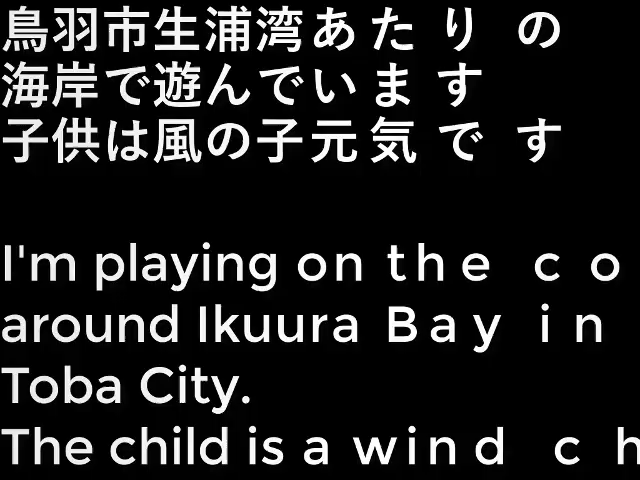 鳥羽市生浦湾あたりの
海岸で遊んでいます
子供は風の子元気です
I'm playing on the co
around Ikuura Bay in
Toba City.
The child is a wind ch